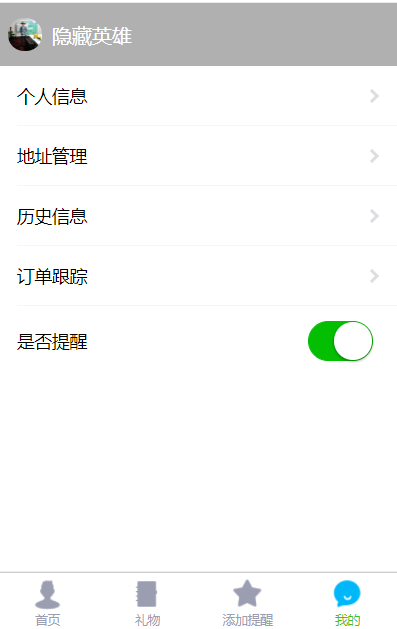 隐藏英雄
个人信息
地址管理
历史信息
订单跟踪
是否提醒
首页 礼物 添加提醒 我的